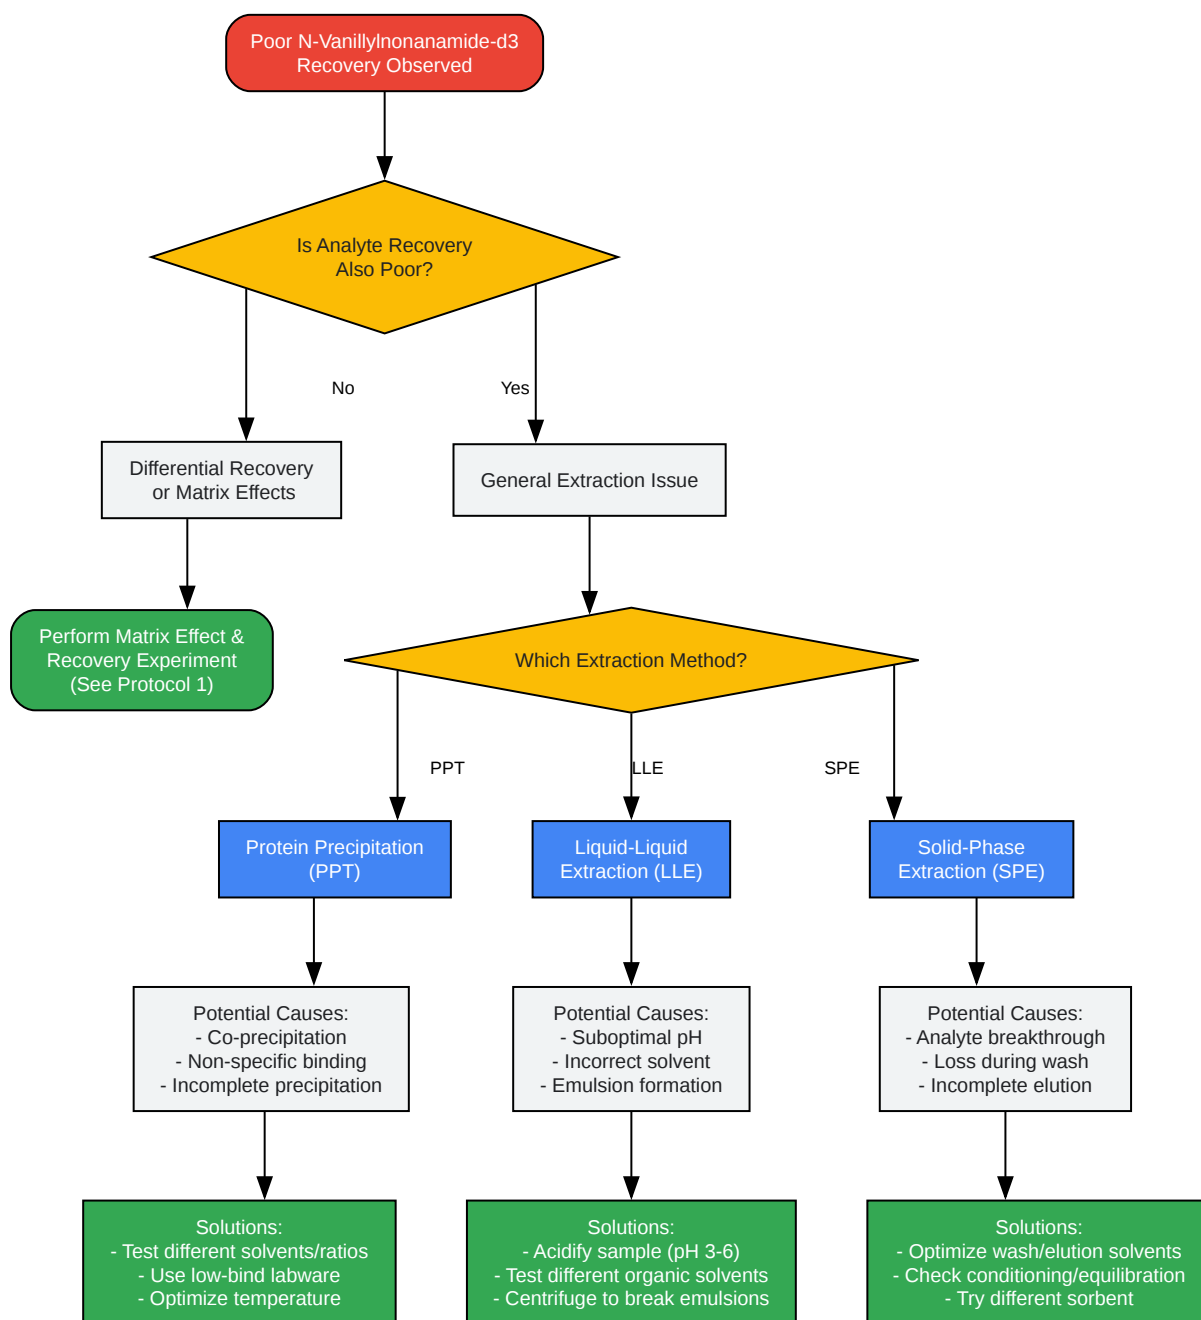 Poor N-Vanillylnonanamide-d3
Recovery Observed
Is Analyte Recovery
Also Poor?
No
Yes
Differential Recovery
or Matrix Effects
General Extraction Issue
Perform Matrix Effect &
Recovery Experiment
(See Protocol 1)
Which Extraction Method?
PPT
LLE
SPE
Protein Precipitation
(PPT)
Liquid-Liquid
Extraction (LLE)
Solid-Phase
Extraction (SPE)
Potential Causes:
- Co-precipitation
- Non-specific binding
- Incomplete precipitation
Potential Causes:
- Suboptimal pH
- Incorrect solvent
- Emulsion formation
Potential Causes:
- Analyte breakthrough
- Loss during wash
- Incomplete elution
Solutions:
- Test different solvents/ratios
- Use low-bind labware
- Optimize temperature
Solutions:
- Acidify sample (pH 3-6)
- Test different organic solvents
- Centrifuge to break emulsions
Solutions:
- Optimize wash/elution solvents
- Check conditioning/equilibration
- Try different sorbent